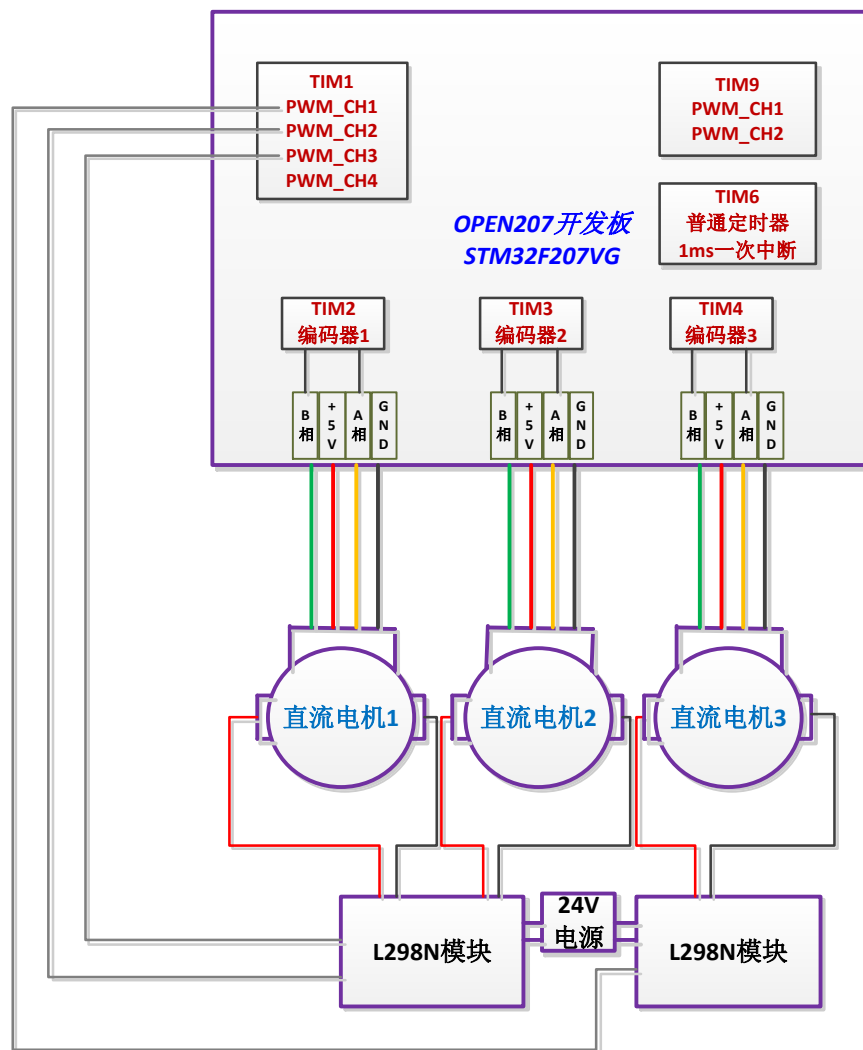 TIM1
PWM_CH1
PWM_CH2
PWM_CH3
PWM_CH4
TIM9
PWM_CH1
PWM_CH2
TIM6
普通定时器
1ms一次中断
OPEN207开发板
STM32F207VG
TIM2
编码器1
TIM3
编码器2
TIM4
编码器3
B相
+5V
A相
GND
B相
+5V
A相
GND
B相
+5V
A相
GND
直流电机1
直流电机2
直流电机3
L298N模块
24V
电源
L298N模块